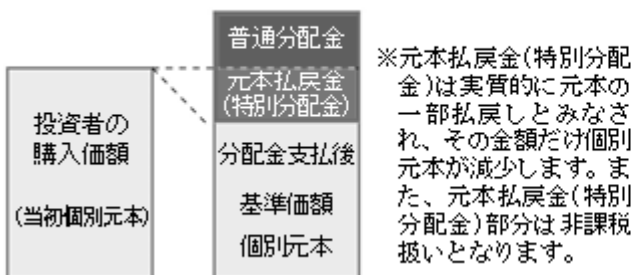 投資者の
購入価額
(当初個別元本)
普通分配金
元本払戻金
(特別分配金)
分配金支払後
基準価額
個別元本
※元本払戻金(特別分配
金)は実質的に元本の
一部払戻しとみなさ
れ、その金額だけ個別
元本が減少します。ま
た、元本払戻金(特別
分配金)部分は非課税
扱いとなります。